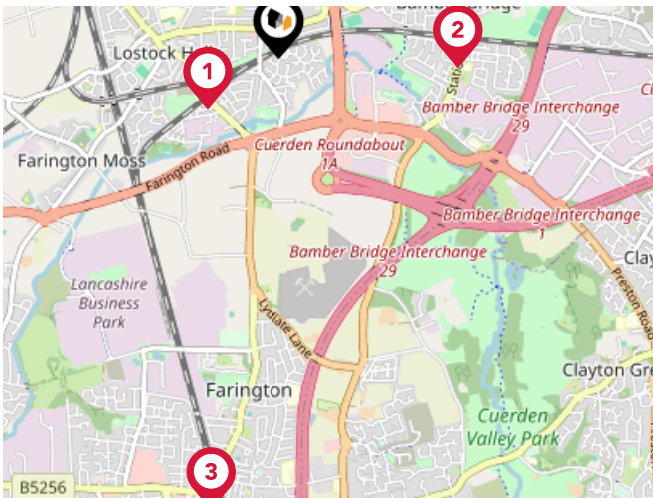 Bamber Bridge
2
Lostock Hall
1
Stati
Bamber Bridge Interchange
29
Cuerden Roundabout
1A
Farington Moss
Farington Road
Bamber Bridge Interchange
1
Bamber Bridge Interchange
29
Clay
Lancashire
Business
Park
Preston Road
Lydiate Lane
Clayton Gre
Farington
Cuerden
Valley Park
3
B5256